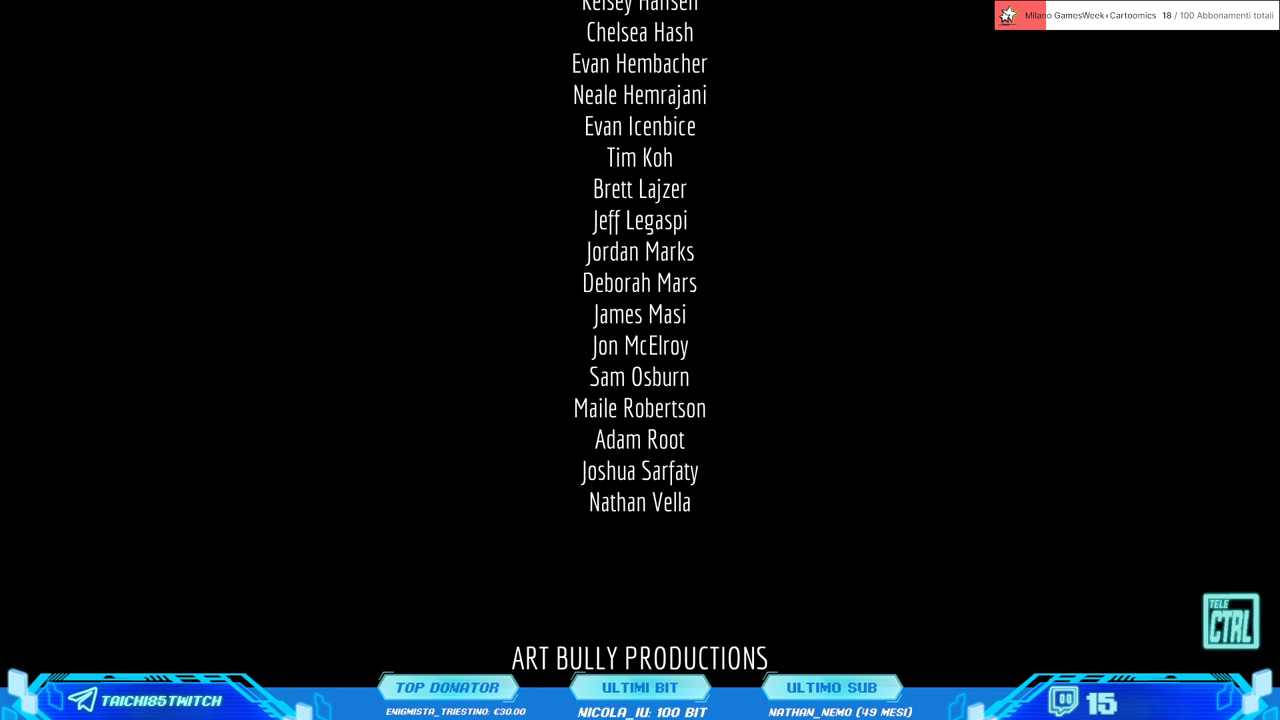 Kelsey Hansen
Milano GamesWeek+Cartoomics 18 / 100 Abbonamenti totali
Chelsea Hash
Evan Hembacher
Neale Hemrajani
Evan Icenbice
Tim Koh
Brett Lajzer
Jeff Legaspi
Jordan Marks
Deborah Mars
James Masi
Jon McElroy
Sam Osburn
Maile Robertson
Adam Root
Joshua Sarfaty
Nathan Vella
TELE
CTRL
ART BULLY PRODUCTIONS
TAICHI85TWITCH
TOP DONATOR
ENIGMISTA_TRIESTINO: €30.00
ULTIMI BIT
NICOLA_IU: 100 BIT
ULTIMO SUB
NATHAN_NEMO (49 MESI)
15